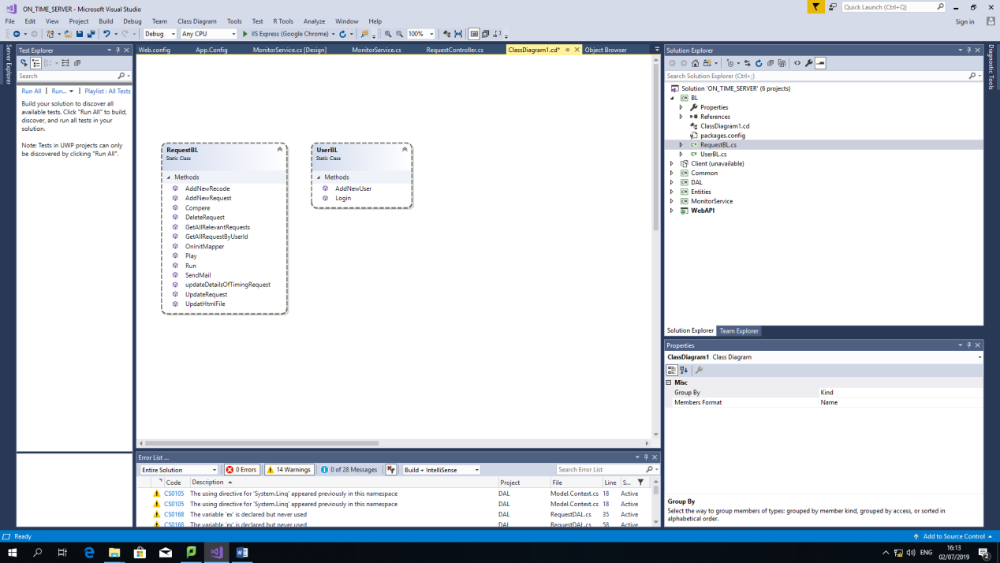 ON_TIME_SERVER - Microsoft Visual Studio
Quick Launch (Ctrl+Q)
File Edit View Project Build Debug Team Class Diagram Tools Test R Tools Analyze Window Help
Sign in
Debug Any CPU IIS Express (Google Chrome) 100%
Server Explorer
Test Explorer
Search
Run All | Run... | Playlist : All Tests
Build your solution to discover all
available tests. Click "Run All" to build,
discover, and run all tests in your
solution.
Note: Tests in UWP projects can only
be discovered by clicking "Run All".
Web.config App.Config MonitorService.cs [Design] MonitorService.cs RequestController.cs ClassDiagram1.cd* Object Browser
RequestBL
Static Class
Methods
AddNewRecode
AddNewRequest
Compere
DeleteRequest
GetAllRelevantRequests
GetAllRequestByUserId
OnInitMapper
Play
Run
SendMail
updateDetailsOfTimingRequest
UpdateRequest
UpdatHtmlFile
UserBL
Static Class
Methods
AddNewUser
Login
Error List ...
Entire Solution 0 Errors 14 Warnings 0 of 28 Messages Build + IntelliSense Search Error List
Code Description Project File Line S...
CS0105 The using directive for 'System.Linq' appeared previously in this namespace DAL Model.Context.cs 18 Active
CS0105 The using directive for 'System.Linq' appeared previously in this namespace DAL Model.Context.cs 18 Active
CS0168 The variable 'ex' is declared but never used DAL RequestDAL.cs 35 Active
CS0168 The variable 'ex' is declared but never used DAL RequestDAL.cs 58 Active
Solution Explorer
Search Solution Explorer (Ctrl+;)
Solution 'ON_TIME_SERVER' (6 projects)
BL
Properties
References
ClassDiagram1.cd
packages.config
RequestBL.cs
UserBL.cs
Client (unavailable)
Common
DAL
Entities
MonitorService
WebAPI
Solution Explorer Team Explorer
Properties
ClassDiagram1 Class Diagram
Misc
Group By Kind
Members Format Name
Group By
Select the way to group members of types: grouped by member kind, grouped by access, or sorted in
alphabetical order.
Diagnostic Tools
Ready
Add to Source Control
ENG
16:13
02/07/2019
2